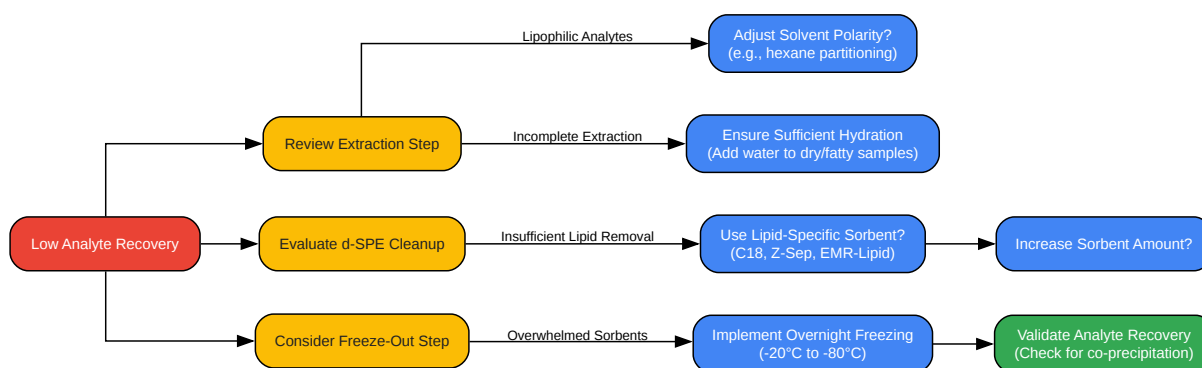 Lipophilic Analytes
Adjust Solvent Polarity?
(e.g., hexane partitioning)
Review Extraction Step
Incomplete Extraction
Ensure Sufficient Hydration
(Add water to dry/fatty samples)
Low Analyte Recovery
Evaluate d-SPE Cleanup
Insufficient Lipid Removal
Use Lipid-Specific Sorbent?
(C18, Z-Sep, EMR-Lipid)
Increase Sorbent Amount?
Consider Freeze-Out Step
Overwhelmed Sorbents
Implement Overnight Freezing
(-20°C to -80°C)
Validate Analyte Recovery
(Check for co-precipitation)